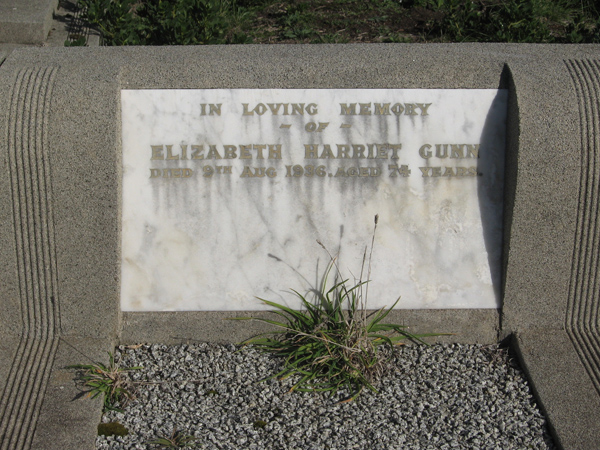 IN LOVING MEMORY
~ OF ~
ELIZABETH HARRIET GUNN
DIED 9TH AUG 1936. AGED 74 YEARS.